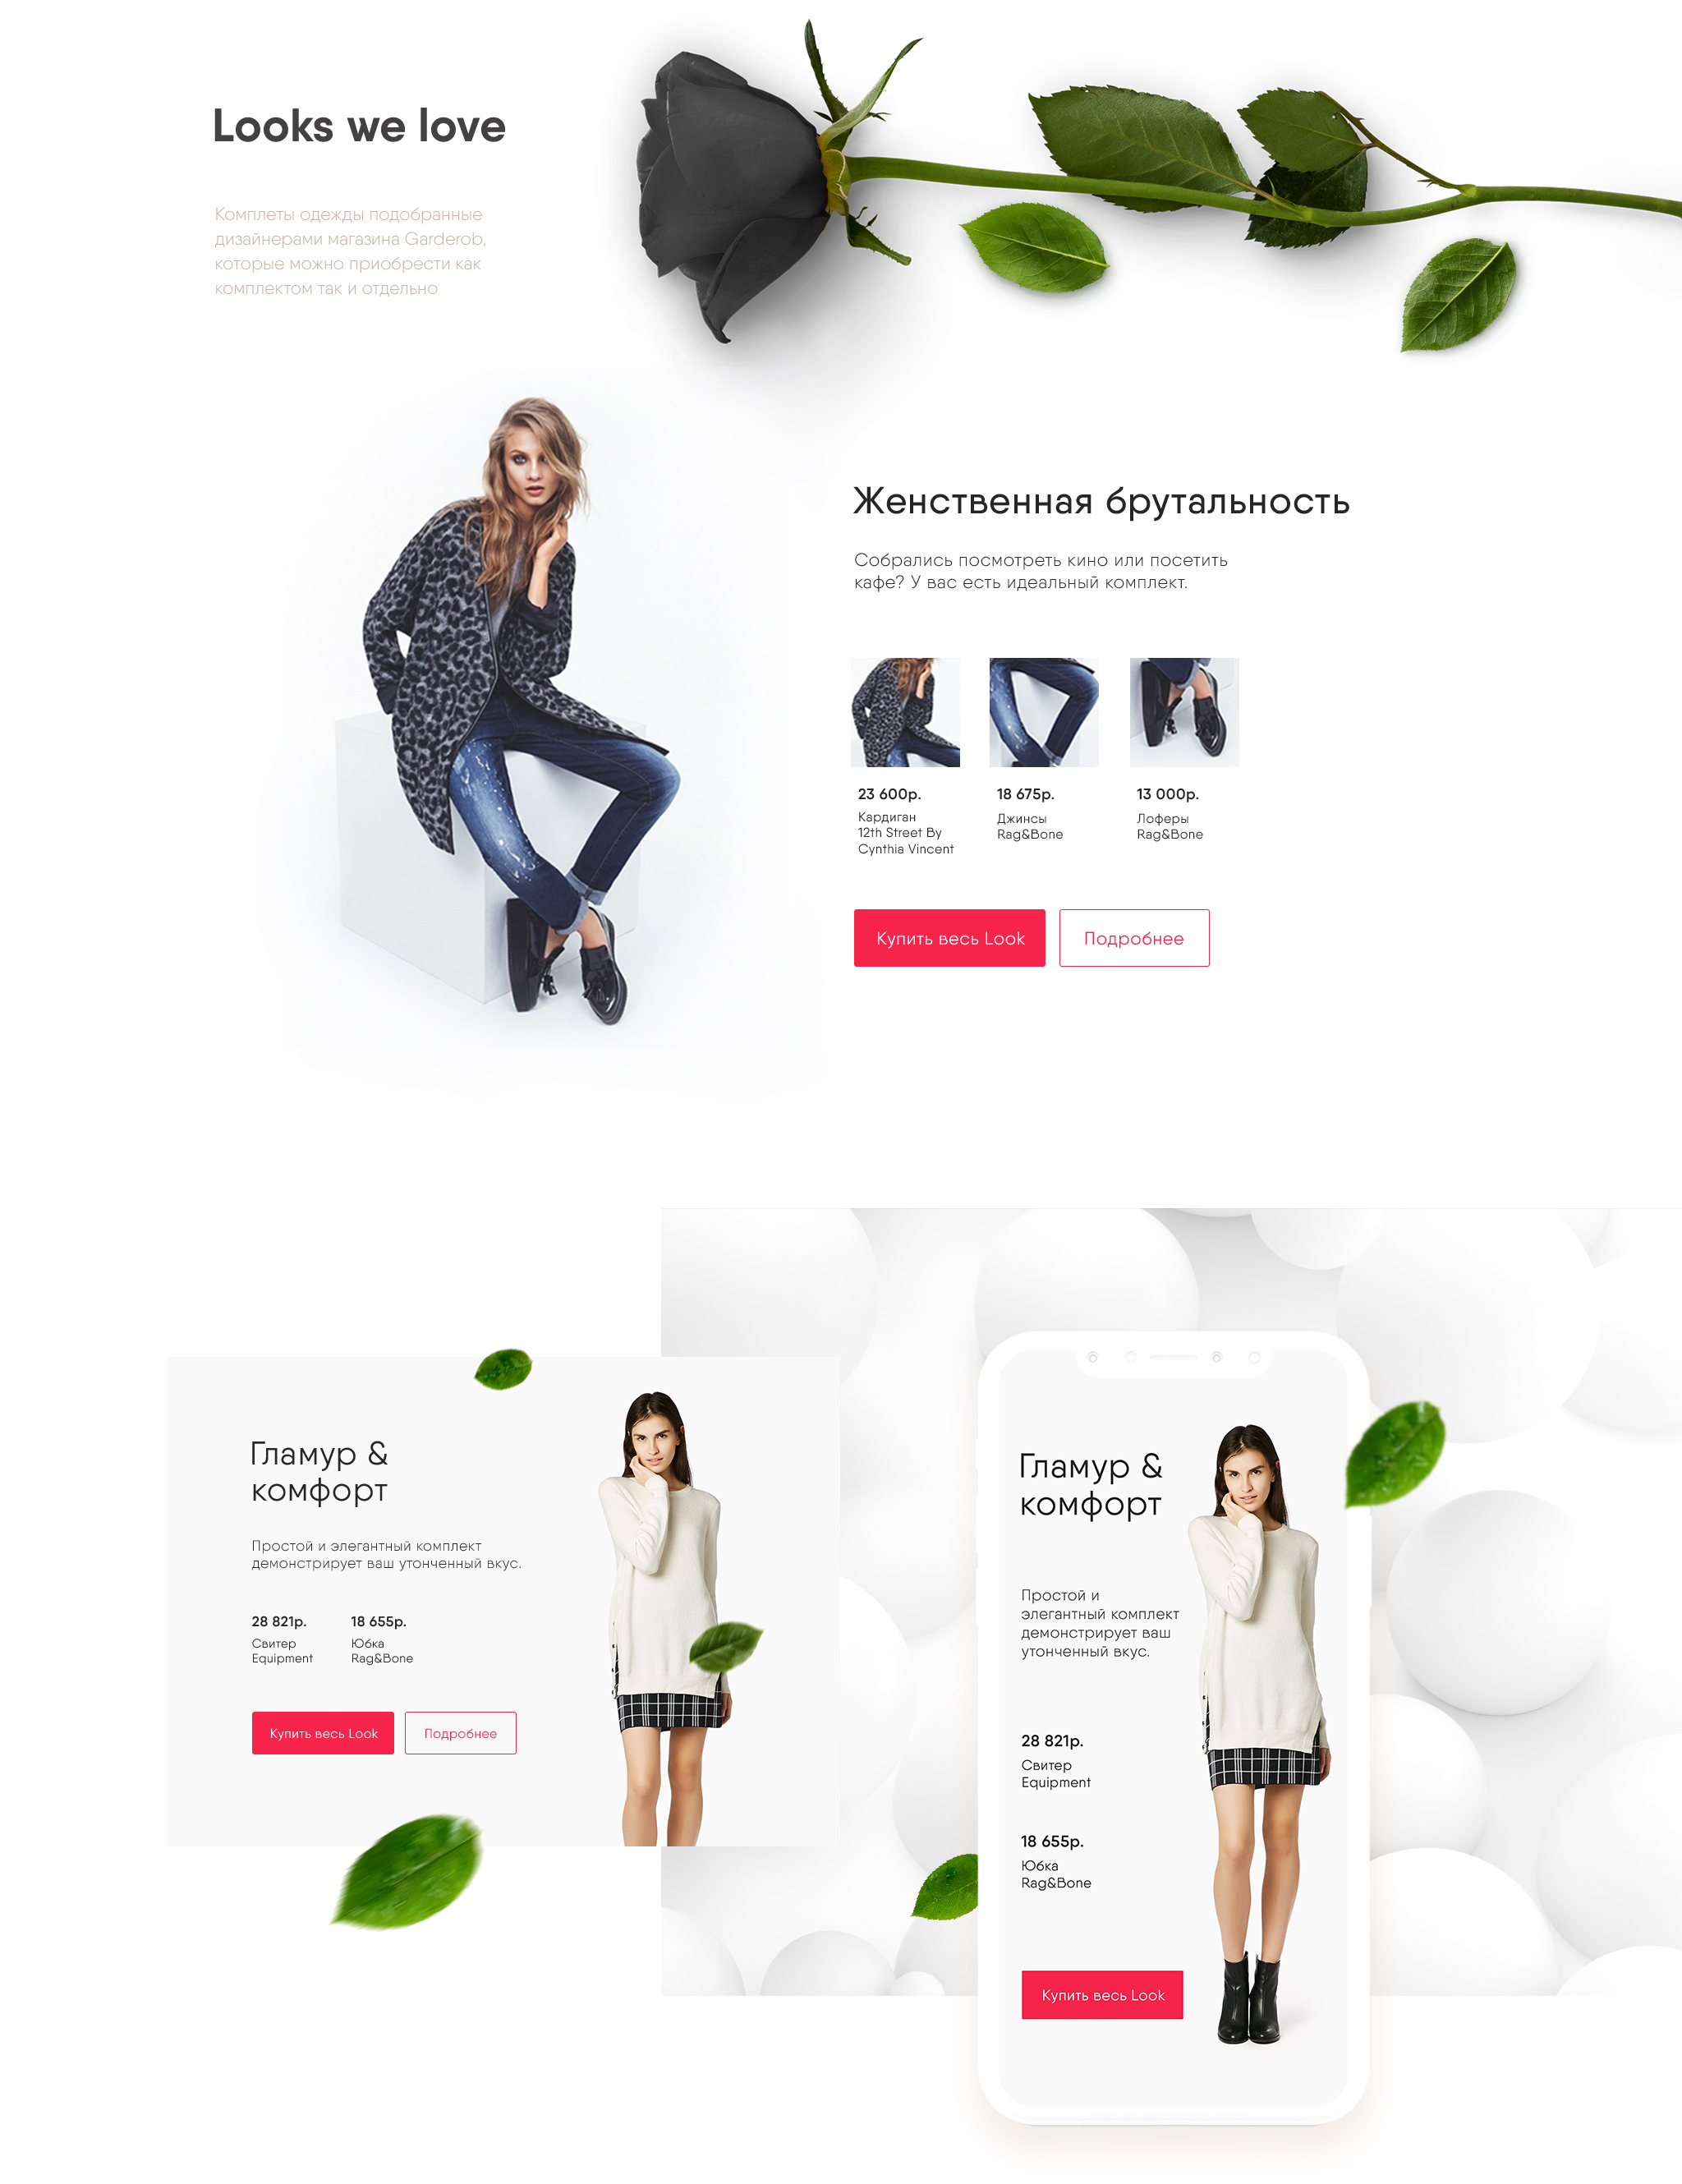 Looks we love
Комплеты одежды подобранные
дизайнерами магазина Garderob,
которые можно приобрести как
комплектом так и отдельно
Женственная брутальность
Собрались посмотреть кино или посетить
кафе? У вас есть идеальный комплект.
23 600р.
Кардиган
12th Street By
Cynthia Vincent
18 675р.
Джинсы
Rag&Bone
13 000р.
Лоферы
Rag&Bone
Купить весь Look
Подробнее
Гламур &
комфорт
Простой и элегантный комплект
демонстрирует ваш утонченный вкус.
28 821р.
Свитер
Equipment
18 655р.
Юбка
Rag&Bone
Купить весь Look
Подробнее
Гламур &
комфорт
Простой и
элегантный комплект
демонстрирует ваш
утонченный вкус.
28 821р.
Свитер
Equipment
18 655р.
Юбка
Rag&Bone
Купить весь Look